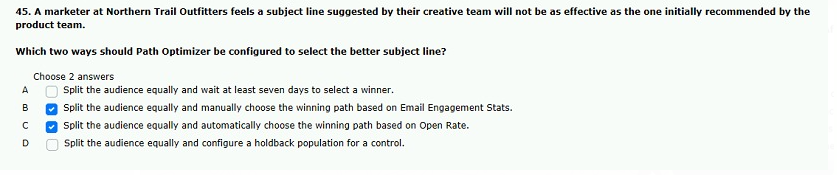 45. A marketer at Northern Trail Outfitters feels a subject line suggested by their creative team will not be as effective as the one initially recommended by the
product team.
Which two ways should Path Optimizer be configured to select the better subject line?
Choose 2 answers
A Split the audience equally and wait at least seven days to select a winner.
B Split the audience equally and manually choose the winning path based on Email Engagement Stats.
C Split the audience equally and automatically choose the winning path based on Open Rate.
D Split the audience equally and configure a holdback population for a control.